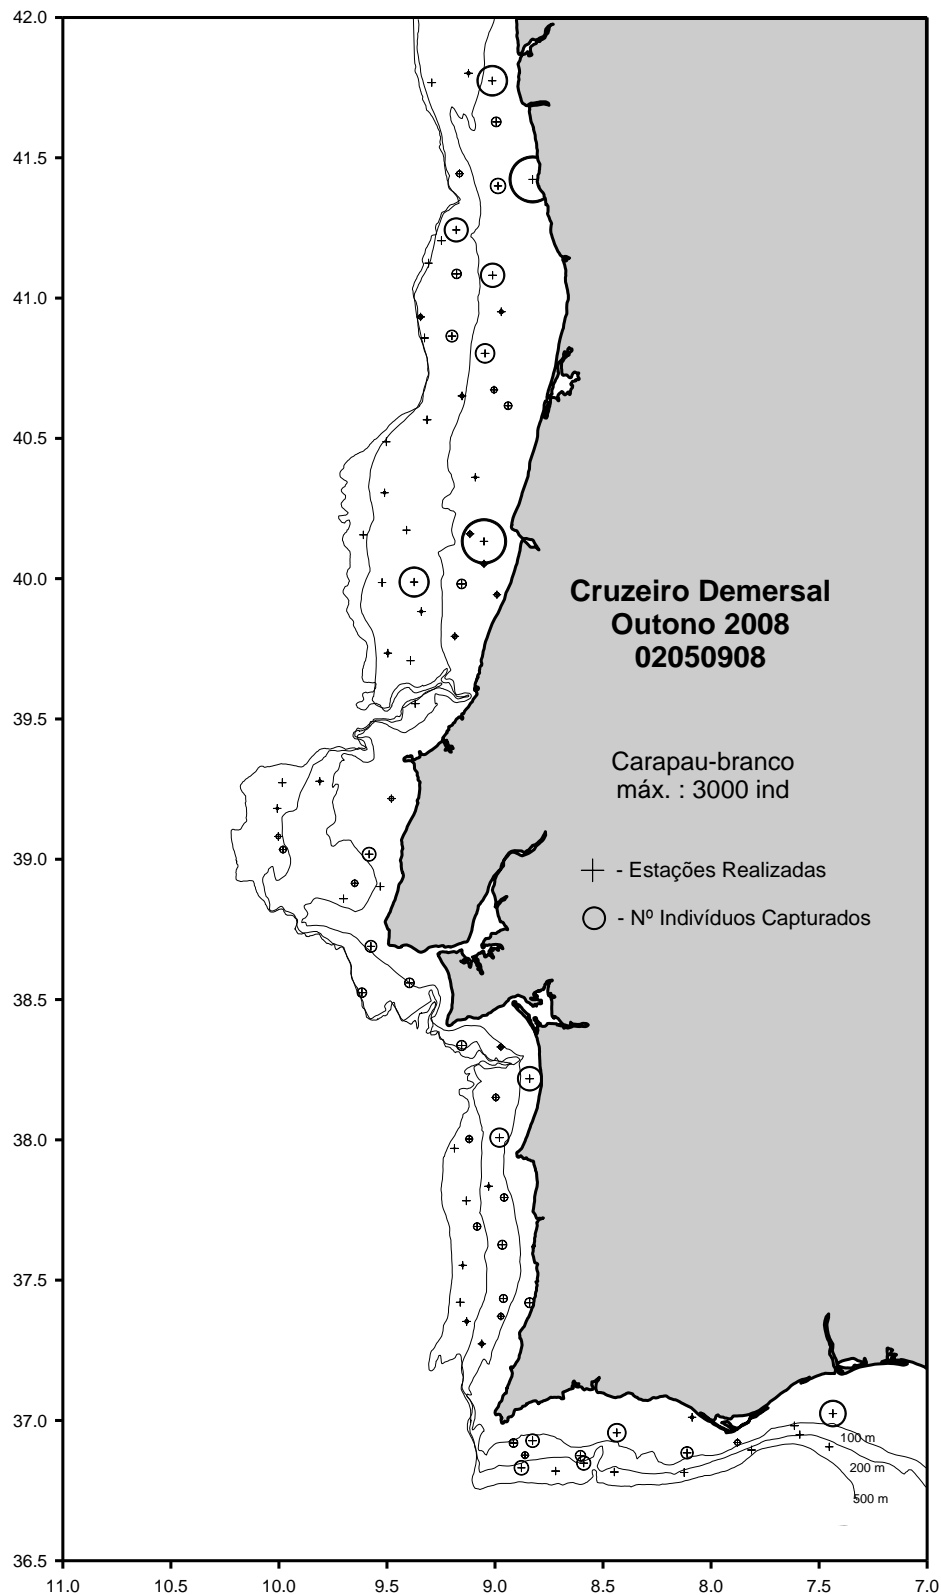 42.0
41.5
41.0
40.5
40.0
39.5
39.0
38.5
38.0
37.5
37.0
36.5
11.0 10.5 10.0 9.5 9.0 8.5 8.0 7.5 7.0
Cruzeiro Demersal
Outono 2008
02050908
Carapau-branco
máx. : 3000 ind
- Estações Realizadas
- Nº Indivíduos Capturados
100 m
200 m
500 m